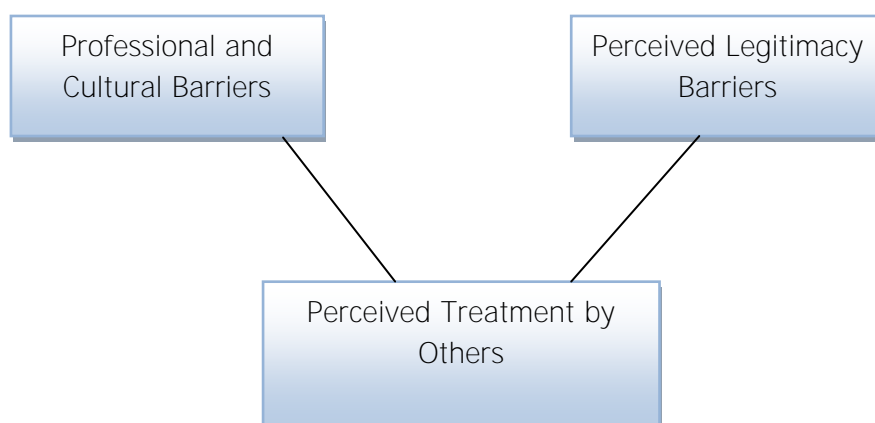 Professional and
Cultural Barriers
Perceived Legitimacy
Barriers
Perceived Treatment by
Others